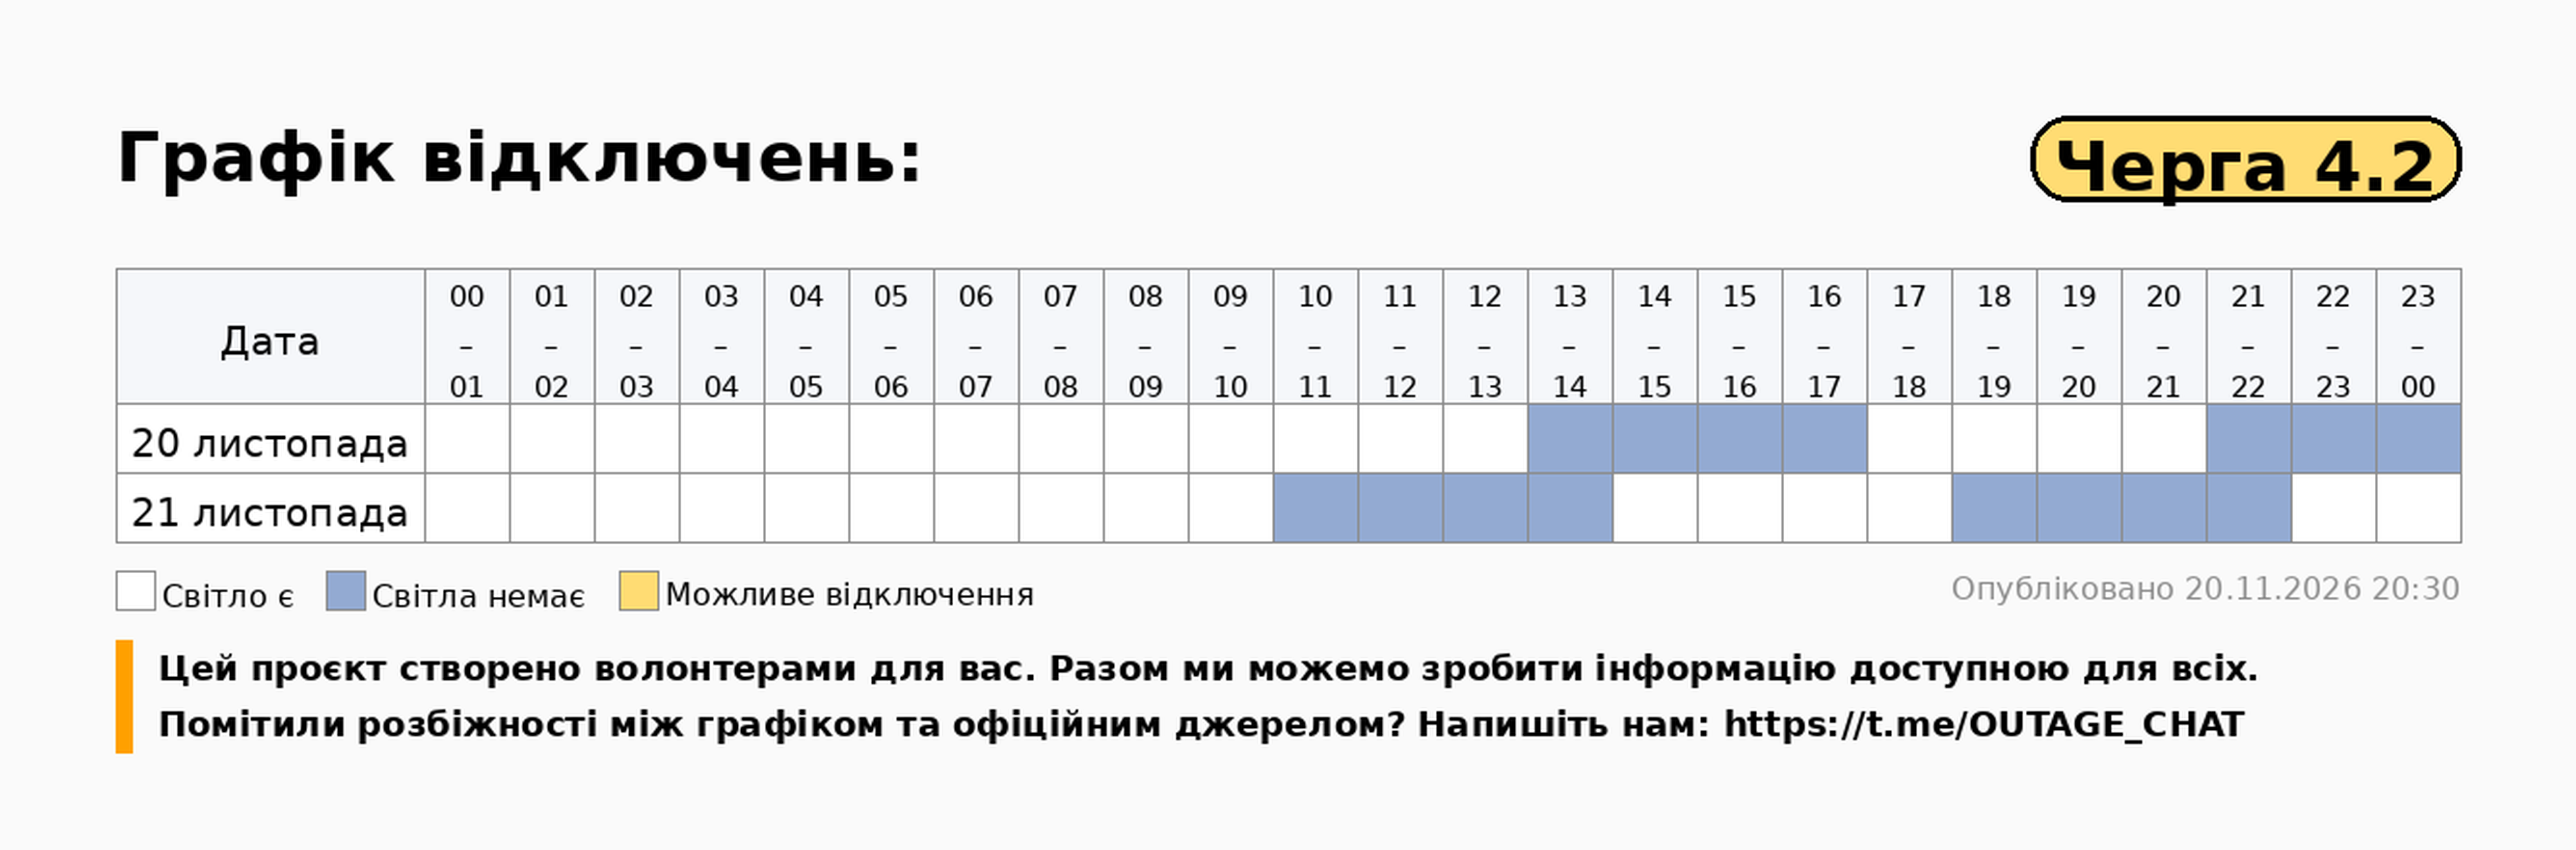 Графік відключень:
Черга 4.2
Дата 00 – 01 01 – 02 02 – 03 03 – 04 04 – 05 05 – 06 06 – 07 07 – 08 08 – 09 09 – 10 10 – 11 11 – 12 12 – 13 13 – 14 14 – 15 15 – 16 16 – 17 17 – 18 18 – 19 19 – 20 20 – 21 21 – 22 22 – 23 23 – 00
20 листопада
21 листопада
Світло є Світла немає Можливе відключення
Опубліковано 20.11.2026 20:30
Цей проєкт створено волонтерами для вас. Разом ми можемо зробити інформацію доступною для всіх.
Помітили розбіжності між графіком та офіційним джерелом? Напишіть нам: https://t.me/OUTAGE_CHAT